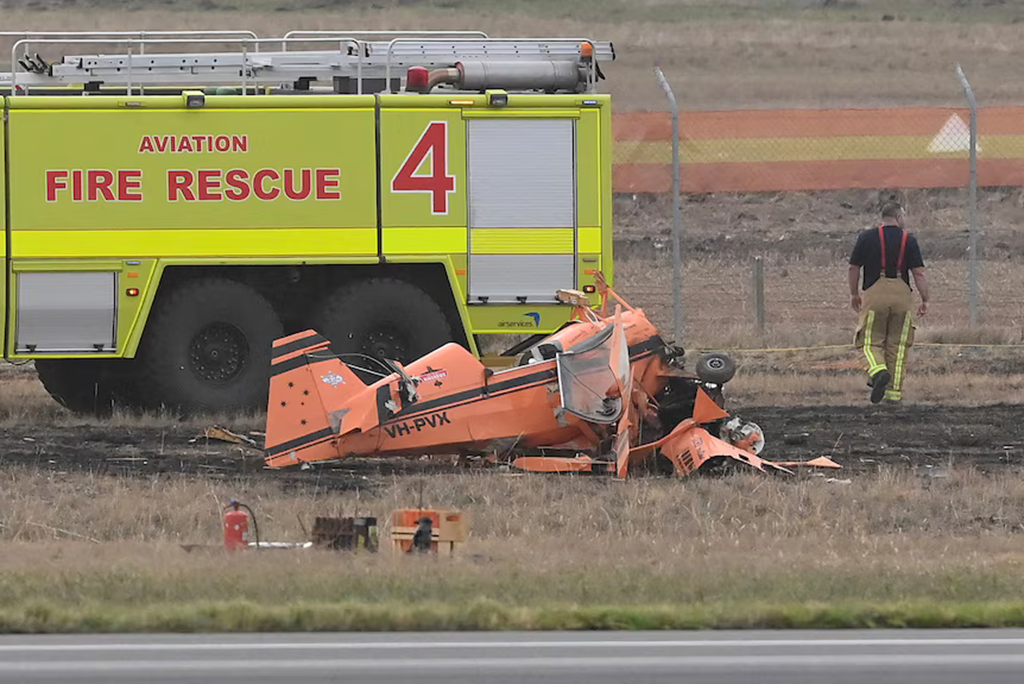 AVIATION
FIRE RESCUE
4
airservices
VH-PVX